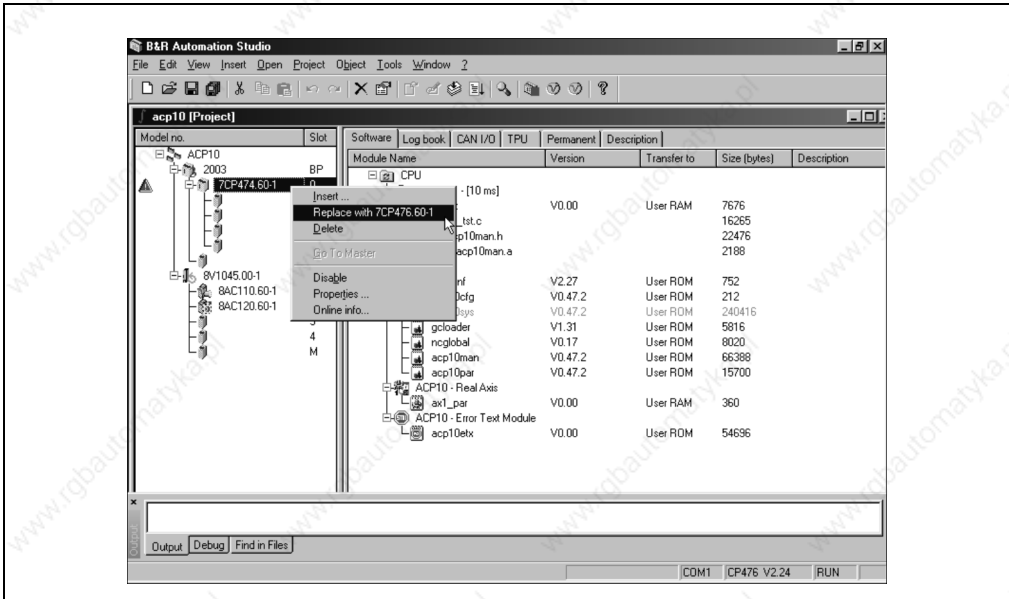 B&R Automation Studio
File Edit View Insert Open Project Object Tools Window ?
acp10 [Project]
Model no. Slot
ACP10
2003 BP
7CP474.60-1 0
8V1045.00-1
8AC110.60-1
8AC120.60-1
3
4
M
Insert ...
Replace with 7CP476.60-1
Delete
Go To Master
Disable
Properties ...
Online info...
Software Log book CAN I/O TPU Permanent Description
Module Name Version Transfer to Size (bytes) Description
CPU
- [10 ms]
V0.00 User RAM 7676
_tst.c 16265
p10man.h 22476
acp10man.a 2188
nf V2.27 User ROM 752
0cfg V0.47.2 User ROM 212
0sys V0.47.2 User ROM 240416
gcloader V1.31 User ROM 5816
ncglobal V0.17 User ROM 8020
acp10man V0.47.2 User ROM 66388
acp10par V0.47.2 User ROM 15700
ACP10 - Real Axis
ax1_par V0.00 User RAM 360
ACP10 - Error Text Module
acp10etx V0.00 User ROM 54696
Output
Output Debug Find in Files
COM1 CP476 V2.24 RUN
www.rgbautomatyka.pl